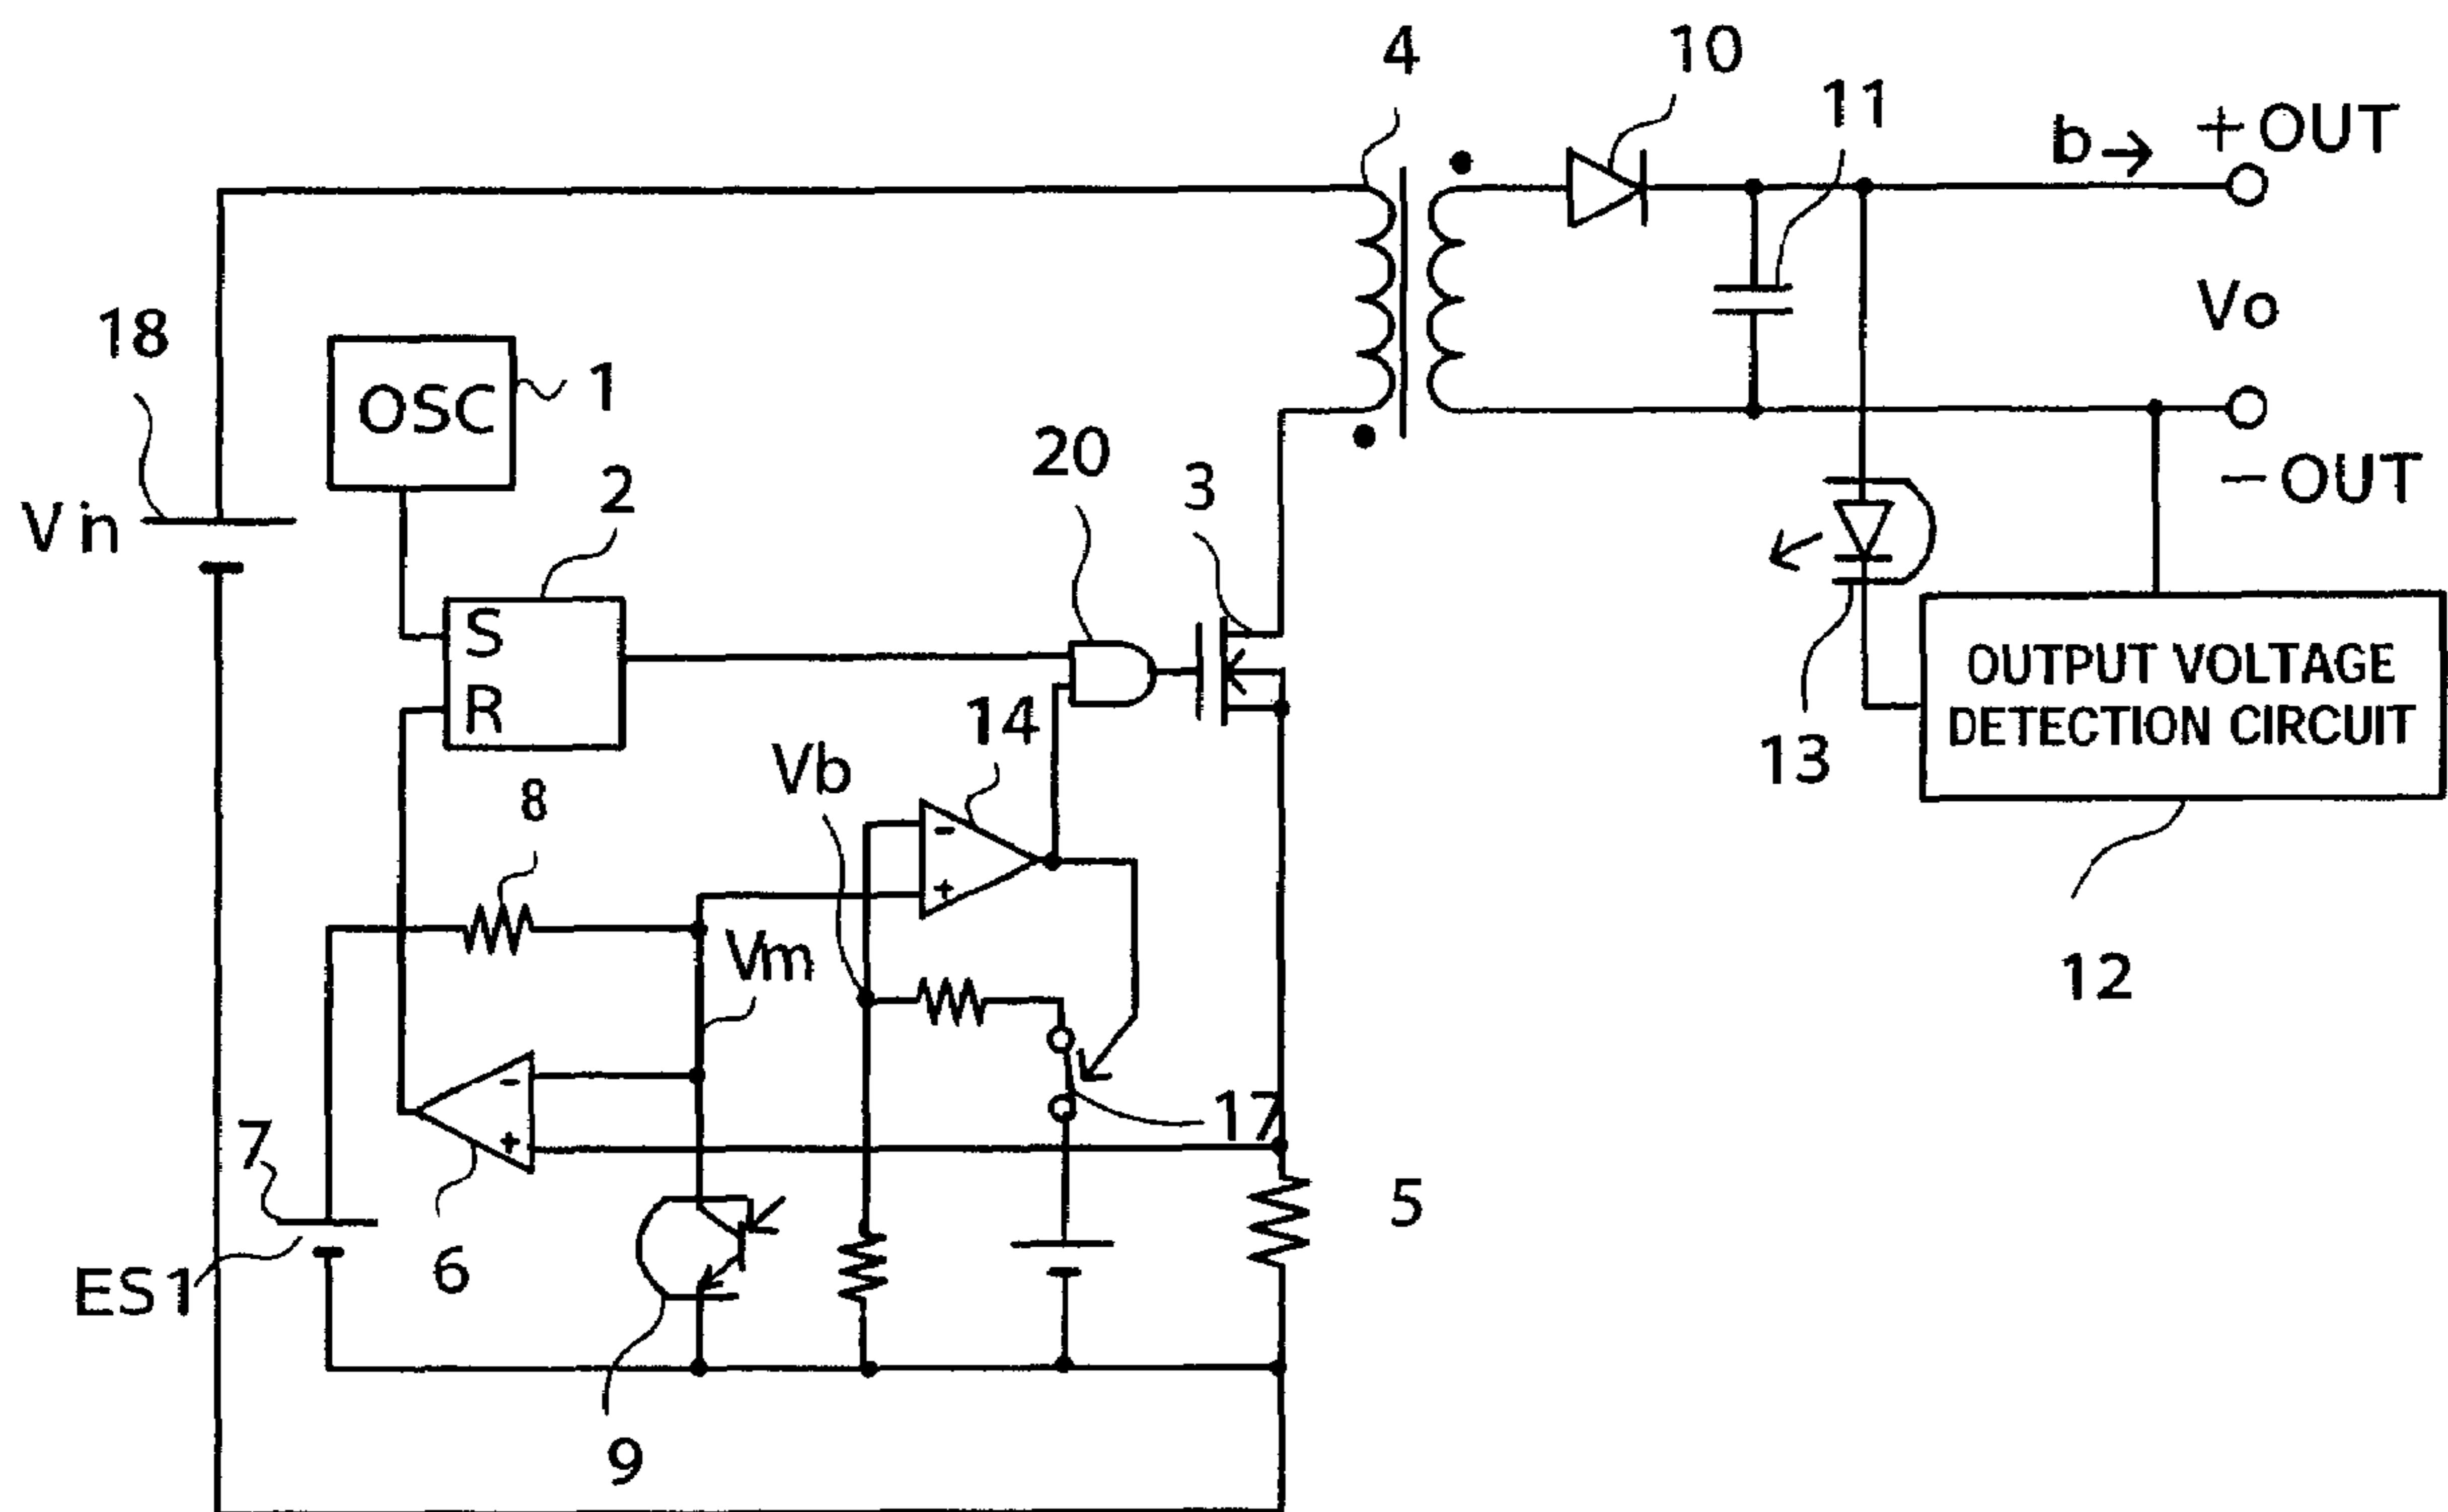 4
10
11
b
+OUT
18
OSC
1
Vo
Vin
2
20
3
-OUT
S
R
OUTPUT VOLTAGE
DETECTION CIRCUIT
14
Vb
13
8
-
+
Vm
12
-
+
17
7
5
6
ES1
9